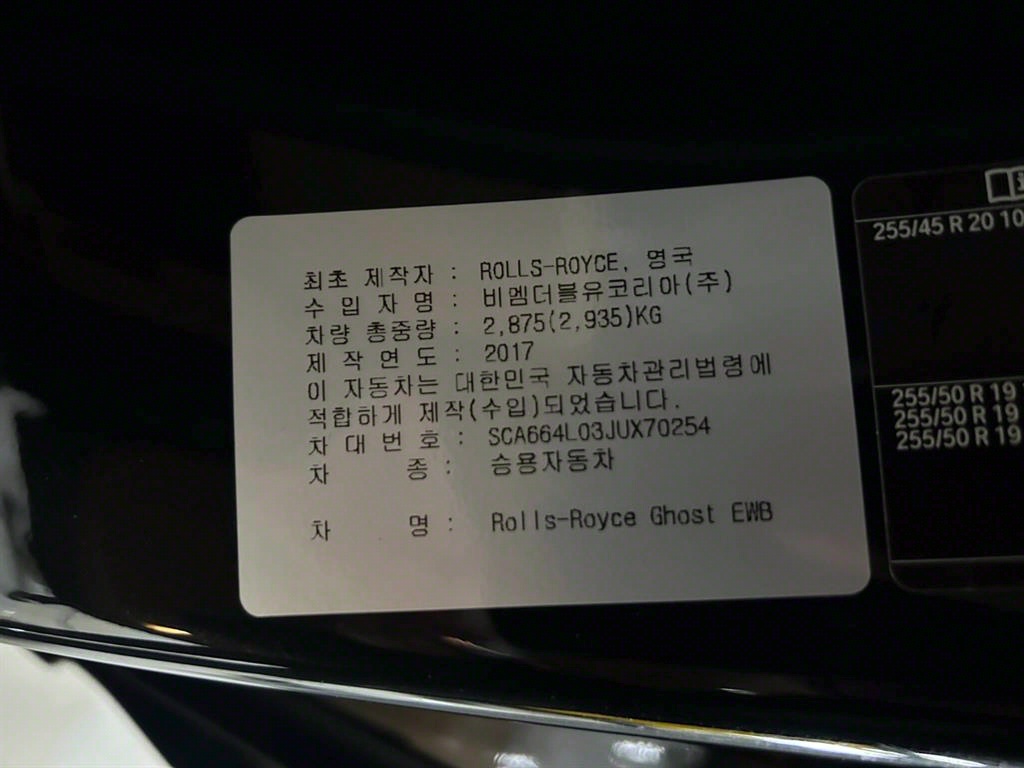 최초 제작자 : ROLLS-ROYCE, 명국
수 입 자 명 : 비엠더블유코리아(주)
차량 총중량 : 2,875(2,935)KG
제 작 연 도 : 2017
이 자동차는 대한민국 자동차관리법령에
적합하게 제작(수입)되었습니다.
차 대 번 호 : SCA664L03JUX70254
차 종 : 승용자동차
차 명 : Rolls-Royce Ghost EWB
255/45 R 20 10
255/50 R 19
255/50 R 19
255/50 R 19